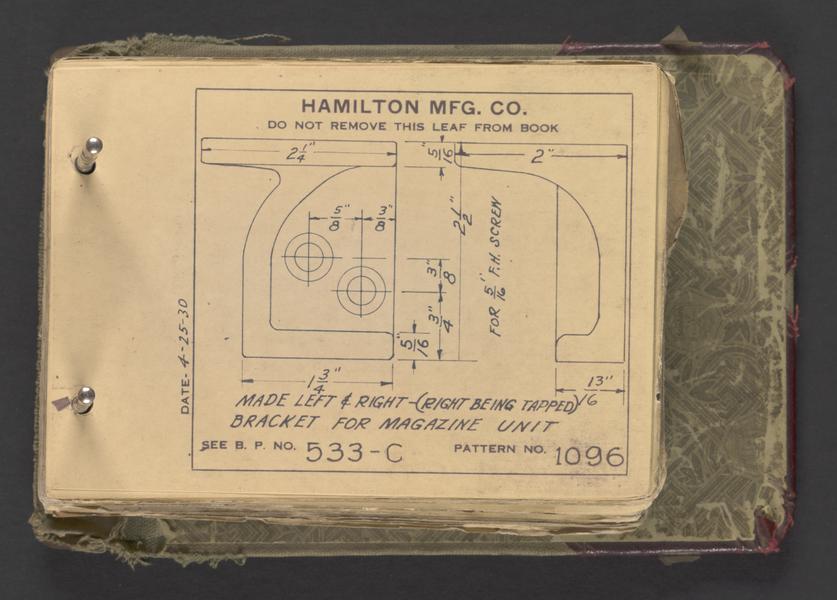 HAMILTON MFG. CO.
DO NOT REMOVE THIS LEAF FROM BOOK
2 1/4"
5/16"
2"
5/8"
3/8"
2 1/2"
FOR 5/16" F.H. SCREN
3/8"
3/4"
5/16"
1 3/4"
13/16"
DATE- 4-25-30
MADE LEFT & RIGHT-(RIGHT BEING TAPPED)
BRACKET FOR MAGAZINE UNIT
SEE B. P. NO. 533-C PATTERN NO. 1096